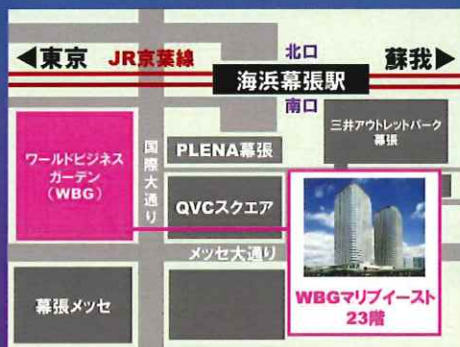 ◀東京
JR京葉線
北口
蘇我▶
海浜幕張駅
南口
三井アウトレットパーク
幕張
ワールドビジネス
ガーデン
(WBG)
国際大通り
PLENA幕張
QVCスクエア
メッセ大通り
幕張メッセ
WBGマリブイースト
23階